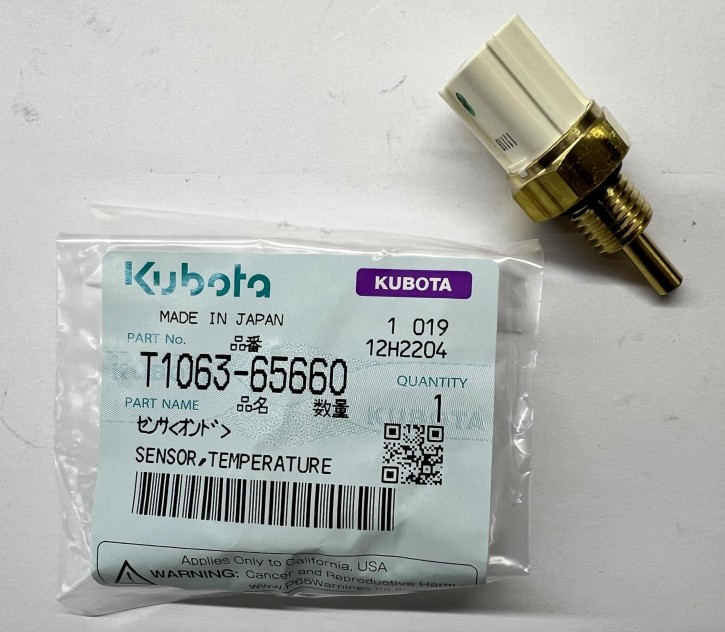 Kubota
KUBOTA
MADE IN JAPAN
1 019
PART No.
品番
12H2204
T1063-65660
QUANTITY
PART NAME
品名
数量
1
センサ<オンド>
SENSOR,TEMPERATURE
Applies Only to California, USA
WARNING: Cancer and Reproductive Harm